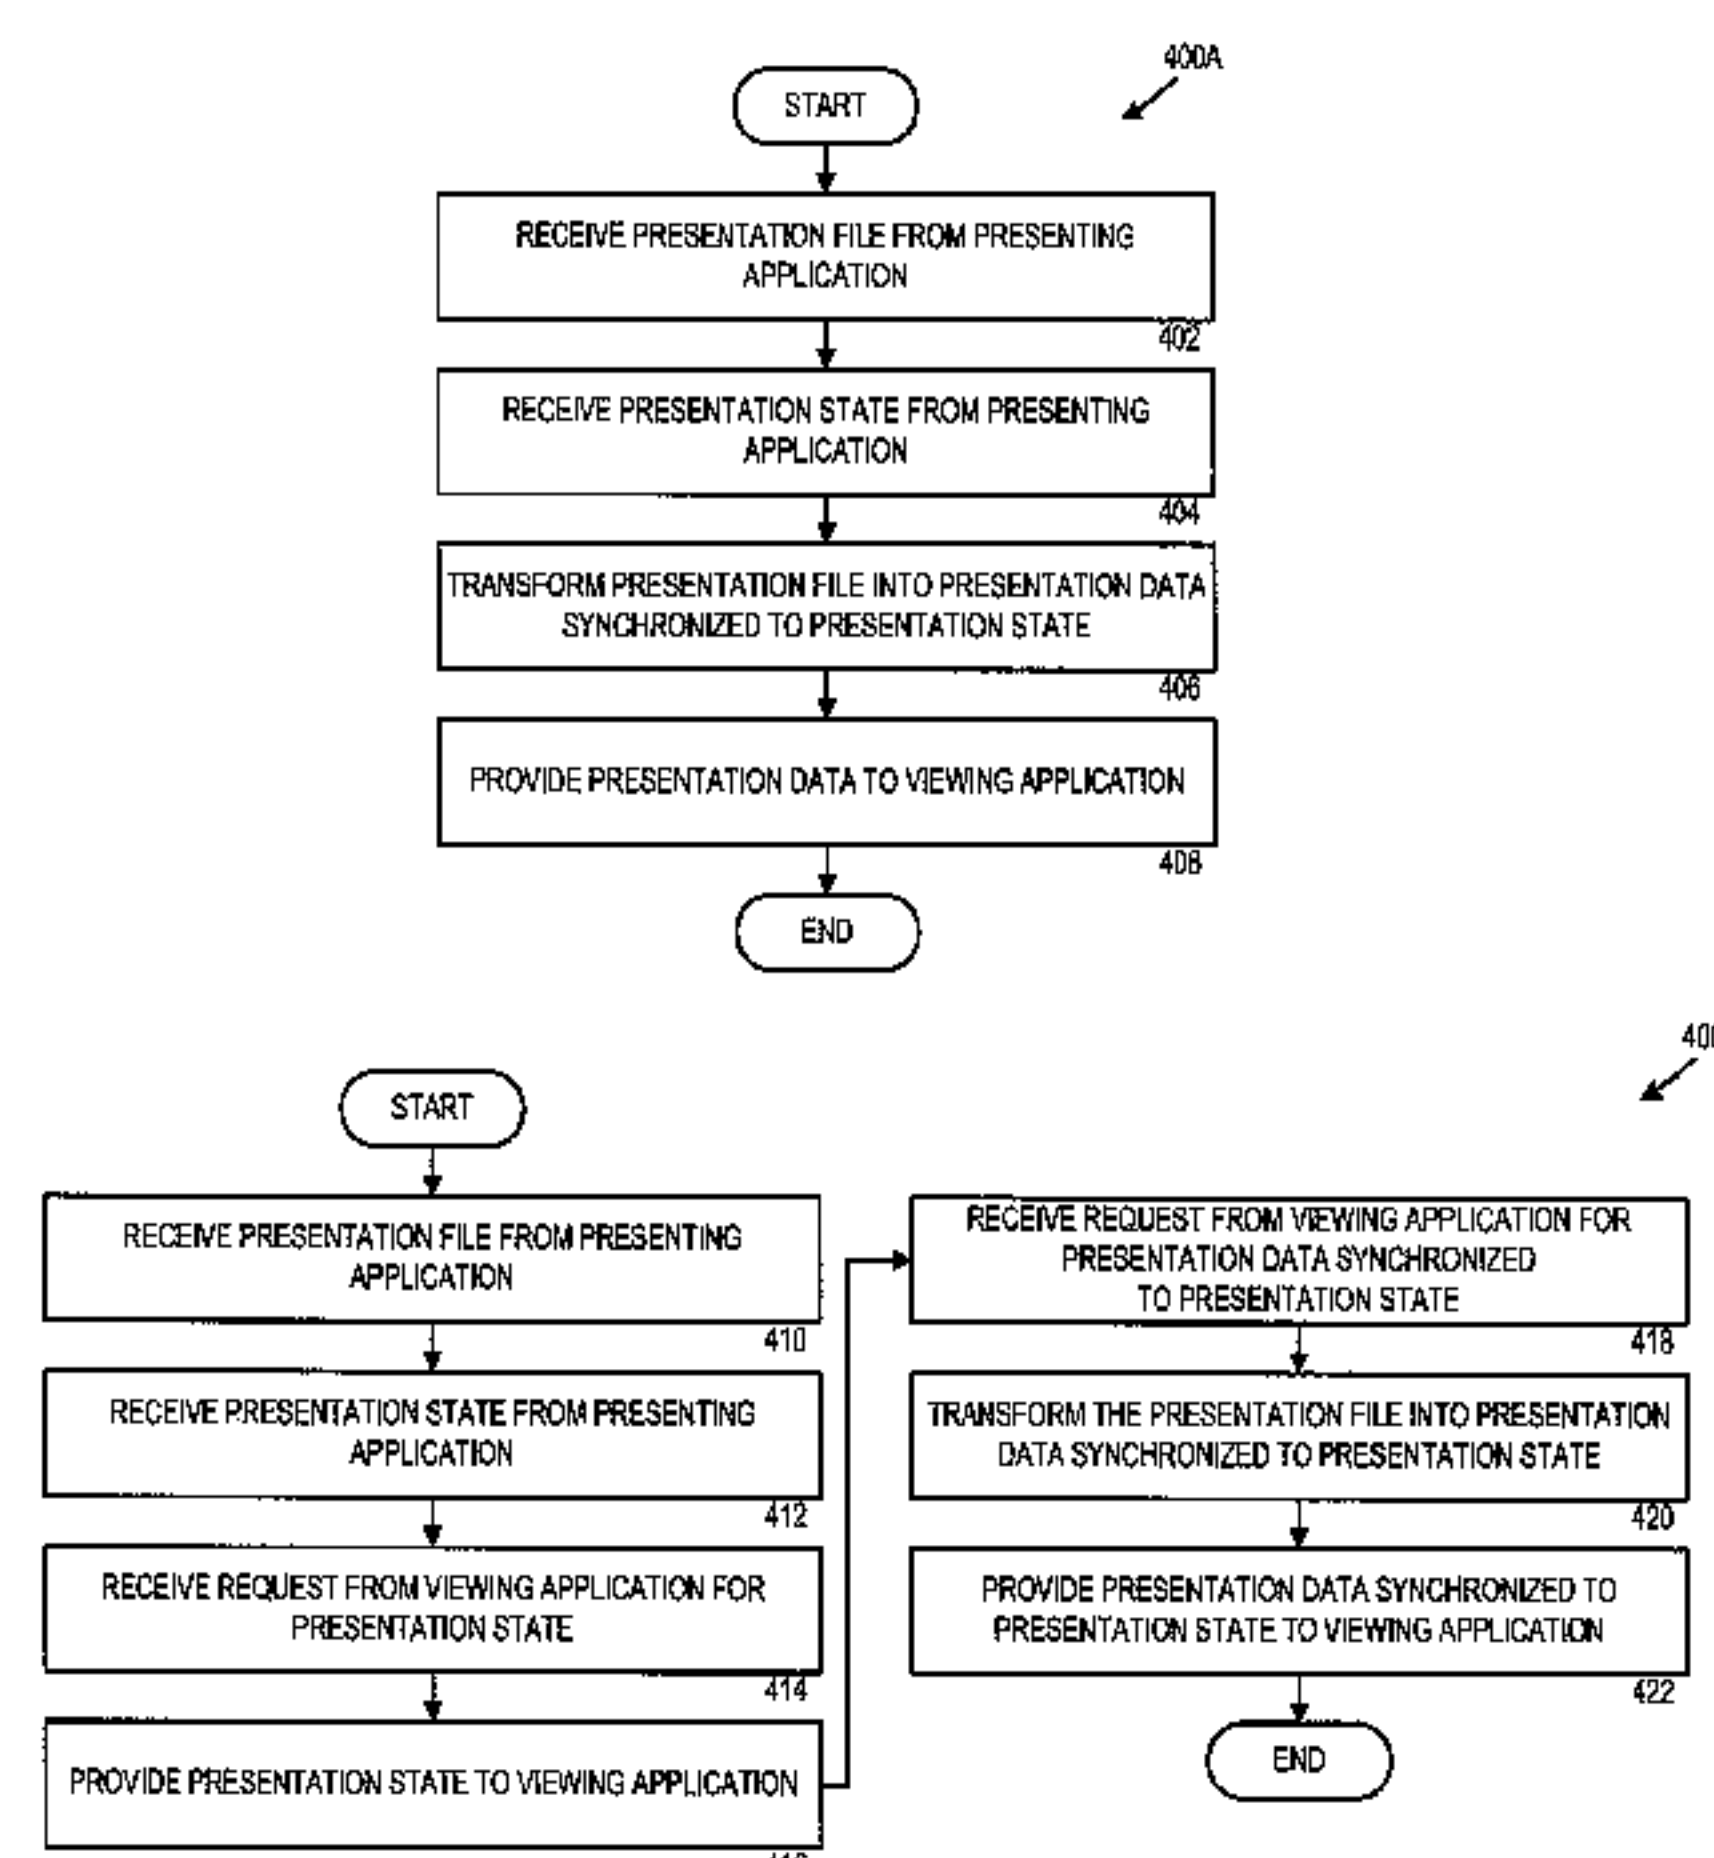 400A
START
RECEIVE PRESENTATION FILE FROM PRESENTING
APPLICATION
402
RECEIVE PRESENTATION STATE FROM PRESENTING
APPLICATION
404
TRANSFORM PRESENTATION FILE INTO PRESENTATION DATA
SYNCHRONIZED TO PRESENTATION STATE
406
PROVIDE PRESENTATION DATA TO VIEWING APPLICATION
408
END
START
RECEIVE PRESENTATION FILE FROM PRESENTING
APPLICATION
410
RECEIVE PRESENTATION STATE FROM PRESENTING
APPLICATION
412
RECEIVE REQUEST FROM VIEWING APPLICATION FOR
PRESENTATION STATE
414
PROVIDE PRESENTATION STATE TO VIEWING APPLICATION
RECEIVE REQUEST FROM VIEWING APPLICATION FOR
PRESENTATION DATA SYNCHRONIZED
TO PRESENTATION STATE
418
TRANSFORM THE PRESENTATION FILE INTO PRESENTATION
DATA SYNCHRONIZED TO PRESENTATION STATE
420
PROVIDE PRESENTATION DATA SYNCHRONIZED TO
PRESENTATION STATE TO VIEWING APPLICATION
422
END